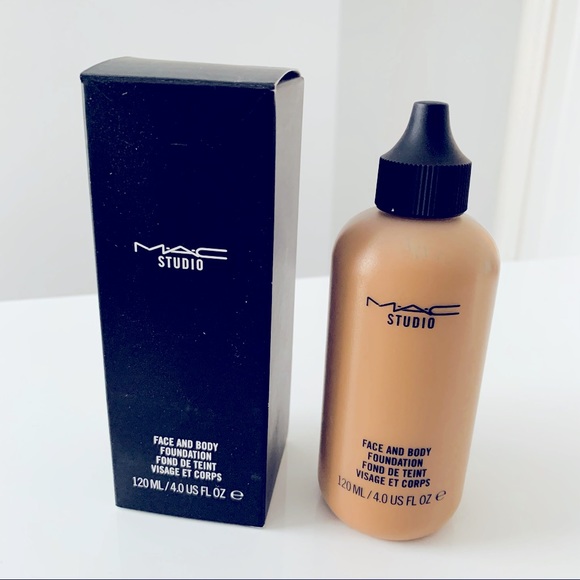 M·A·C
STUDIO
FACE AND BODY
FOUNDATION
FOND DE TEINT
VISAGE ET CORPS
120 ML / 4.0 US FL OZ ℮
M·A·C
STUDIO
FACE AND BODY
FOUNDATION
FOND DE TEINT
VISAGE ET CORPS
120 ML / 4.0 US FL OZ ℮